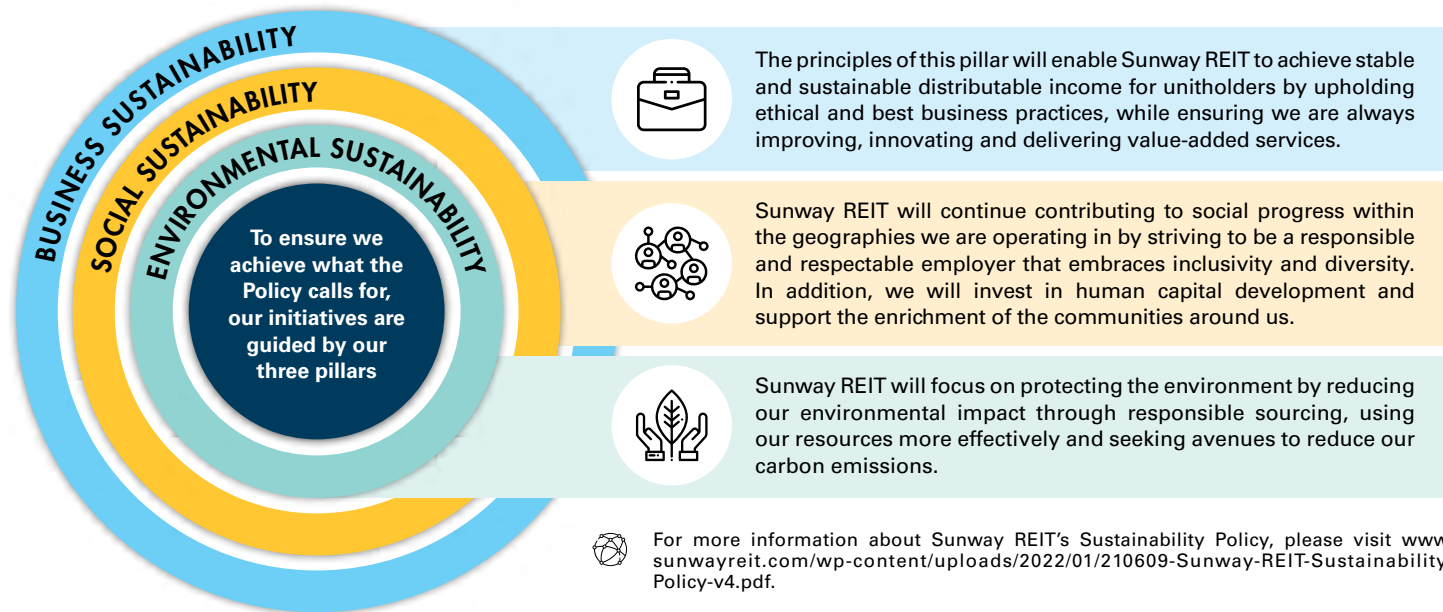 BUSINESS SUSTAINABILITY
SOCIAL SUSTAINABILITY
ENVIRONMENTAL SUSTAINABILITY
To ensure we
achieve what the
Policy calls for,
our initiatives are
guided by our
three pillars
The principles of this pillar will enable Sunway REIT to achieve stable
and sustainable distributable income for unitholders by upholding
ethical and best business practices, while ensuring we are always
improving, innovating and delivering value-added services.
Sunway REIT will continue contributing to social progress within
the geographies we are operating in by striving to be a responsible
and respectable employer that embraces inclusivity and diversity.
In addition, we will invest in human capital development and
support the enrichment of the communities around us.
Sunway REIT will focus on protecting the environment by reducing
our environmental impact through responsible sourcing, using
our resources more effectively and seeking avenues to reduce our
carbon emissions.
For more information about Sunway REIT's Sustainability Policy, please visit www
sunwayreit.com/wp-content/uploads/2022/01/210609-Sunway-REIT-Sustainability
Policy-v4.pdf.